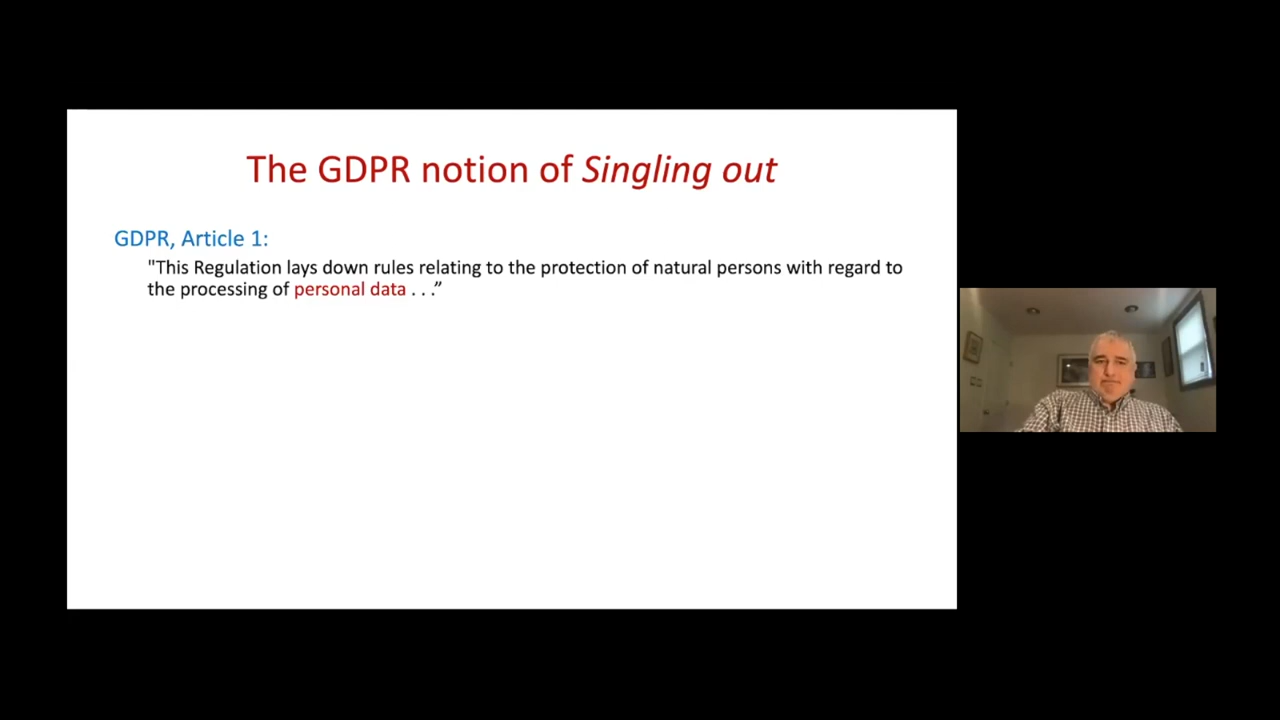 The GDPR notion of Singling out
GDPR, Article 1:
"This Regulation lays down rules relating to the protection of natural persons with regard to
the processing of personal data . . .”